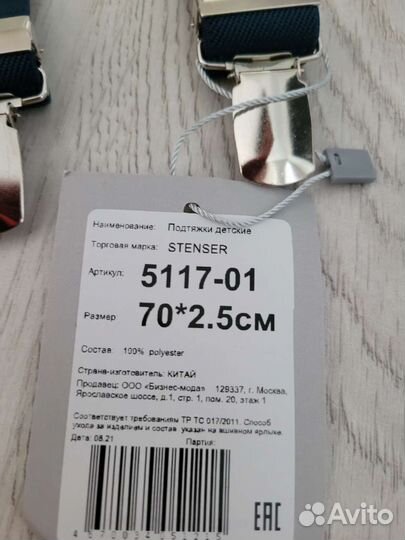 Наименование: Подтяжки детские
Торговая марка: STENSER
Артикул: 5117-01
Размер: 70*2.5см
Состав: 100% polyester
Страна-изготовитель: КИТАЙ
Продавец: ООО «Бизнес-мода» 129337, г. Москва,
Ярославское шоссе, д.1, стр. 1, пом. 20, этаж 1
Соответствует требованиям ТР ТС 017/2011. Способ
ухода за изделием и состав указан на вшивном ярлыке.
Дата: 08.21 Партия:
EAC
Avito